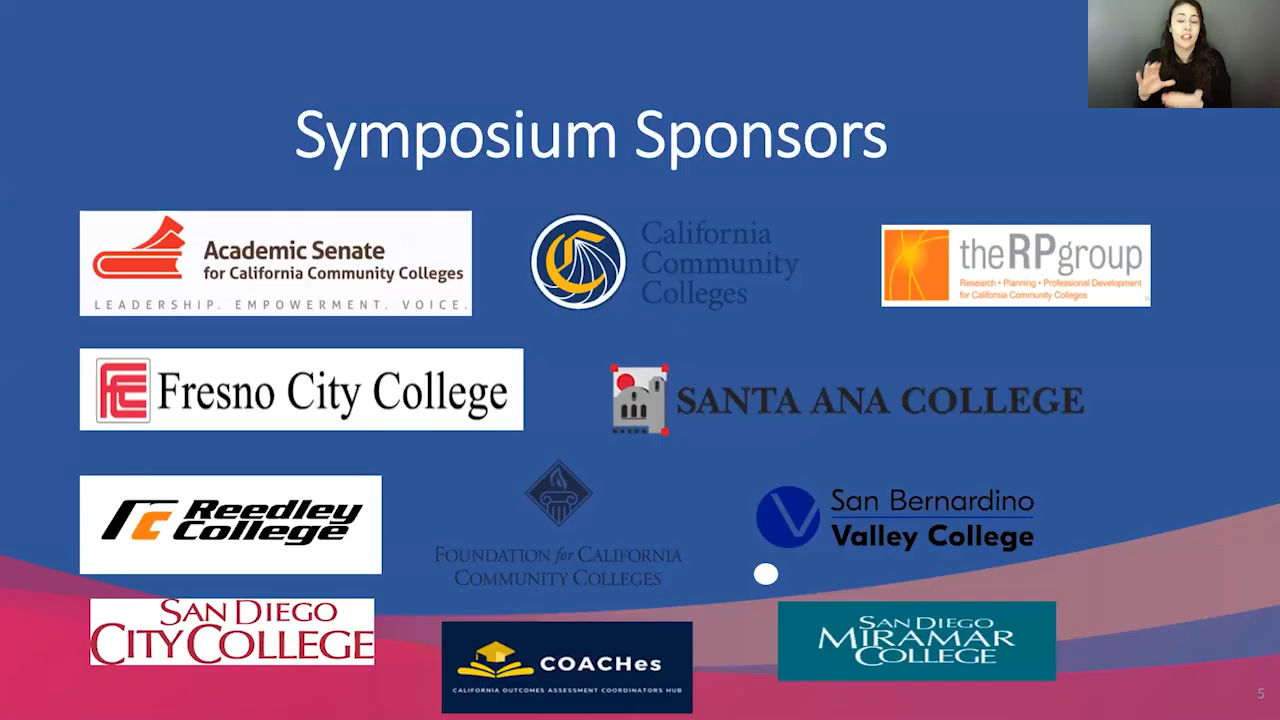 Symposium Sponsors
Academic Senate
for California Community Colleges
LEADERSHIP. EMPOWERMENT. VOICE.
California
Community
Colleges
theRPgroup
Research • Planning • Professional Development
for California Community Colleges
Fresno City College
SANTA ANA COLLEGE
Reedley
College
FOUNDATION for CALIFORNIA
COMMUNITY COLLEGES
San Bernardino
Valley College
SAN DIEGO
CITY COLLEGE
COACHes
CALIFORNIA OUTCOMES ASSESSMENT COORDINATORS HUB
SAN DIEGO
MIRAMAR
COLLEGE
5